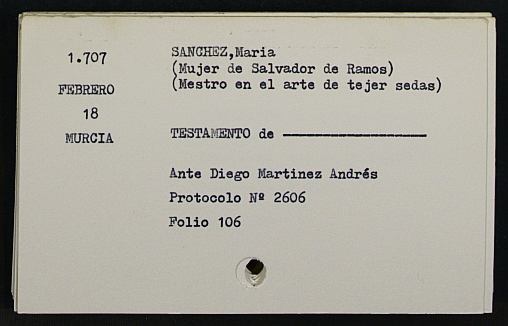 1.707
FEBRERO
18
MURCIA
SANCHEZ,Maria
(Mujer de Salvador de Ramos)
(Mestro en el arte de tejer sedas)
TESTAMENTO de ———————————
Ante Diego Martinez Andrés
Protocolo Nº 2606
Folio 106